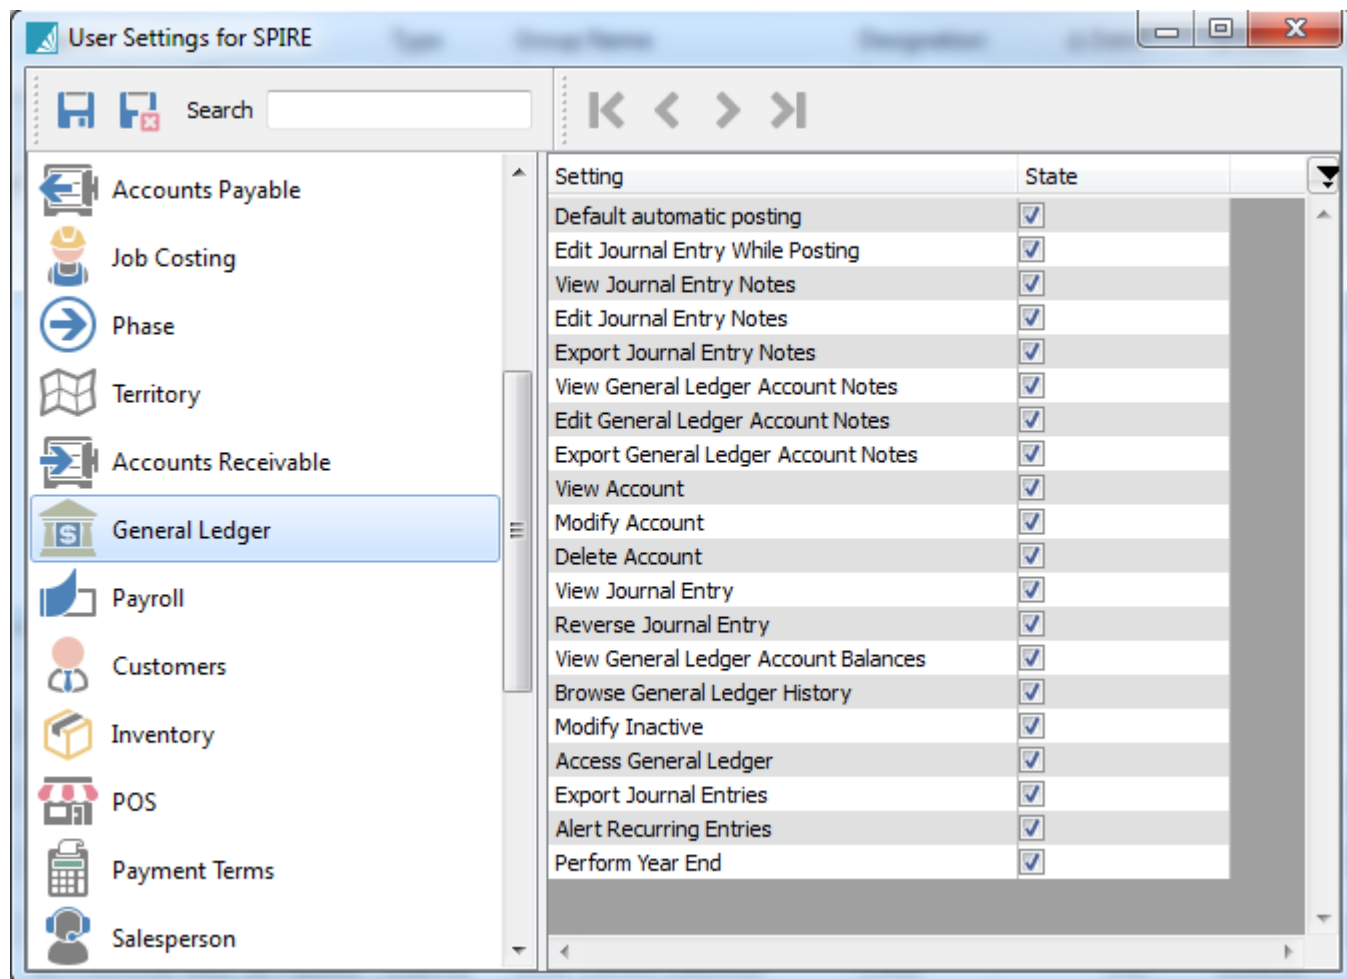 User Settings for SPIRE
Search
Accounts Payable
Job Costing
Phase
Territory
Accounts Receivable
General Ledger
Payroll
Customers
Inventory
POS
Payment Terms
Salesperson
Setting State
Default automatic posting
Edit Journal Entry While Posting
View Journal Entry Notes
Edit Journal Entry Notes
Export Journal Entry Notes
View General Ledger Account Notes
Edit General Ledger Account Notes
Export General Ledger Account Notes
View Account
Modify Account
Delete Account
View Journal Entry
Reverse Journal Entry
View General Ledger Account Balances
Browse General Ledger History
Modify Inactive
Access General Ledger
Export Journal Entries
Alert Recurring Entries
Perform Year End